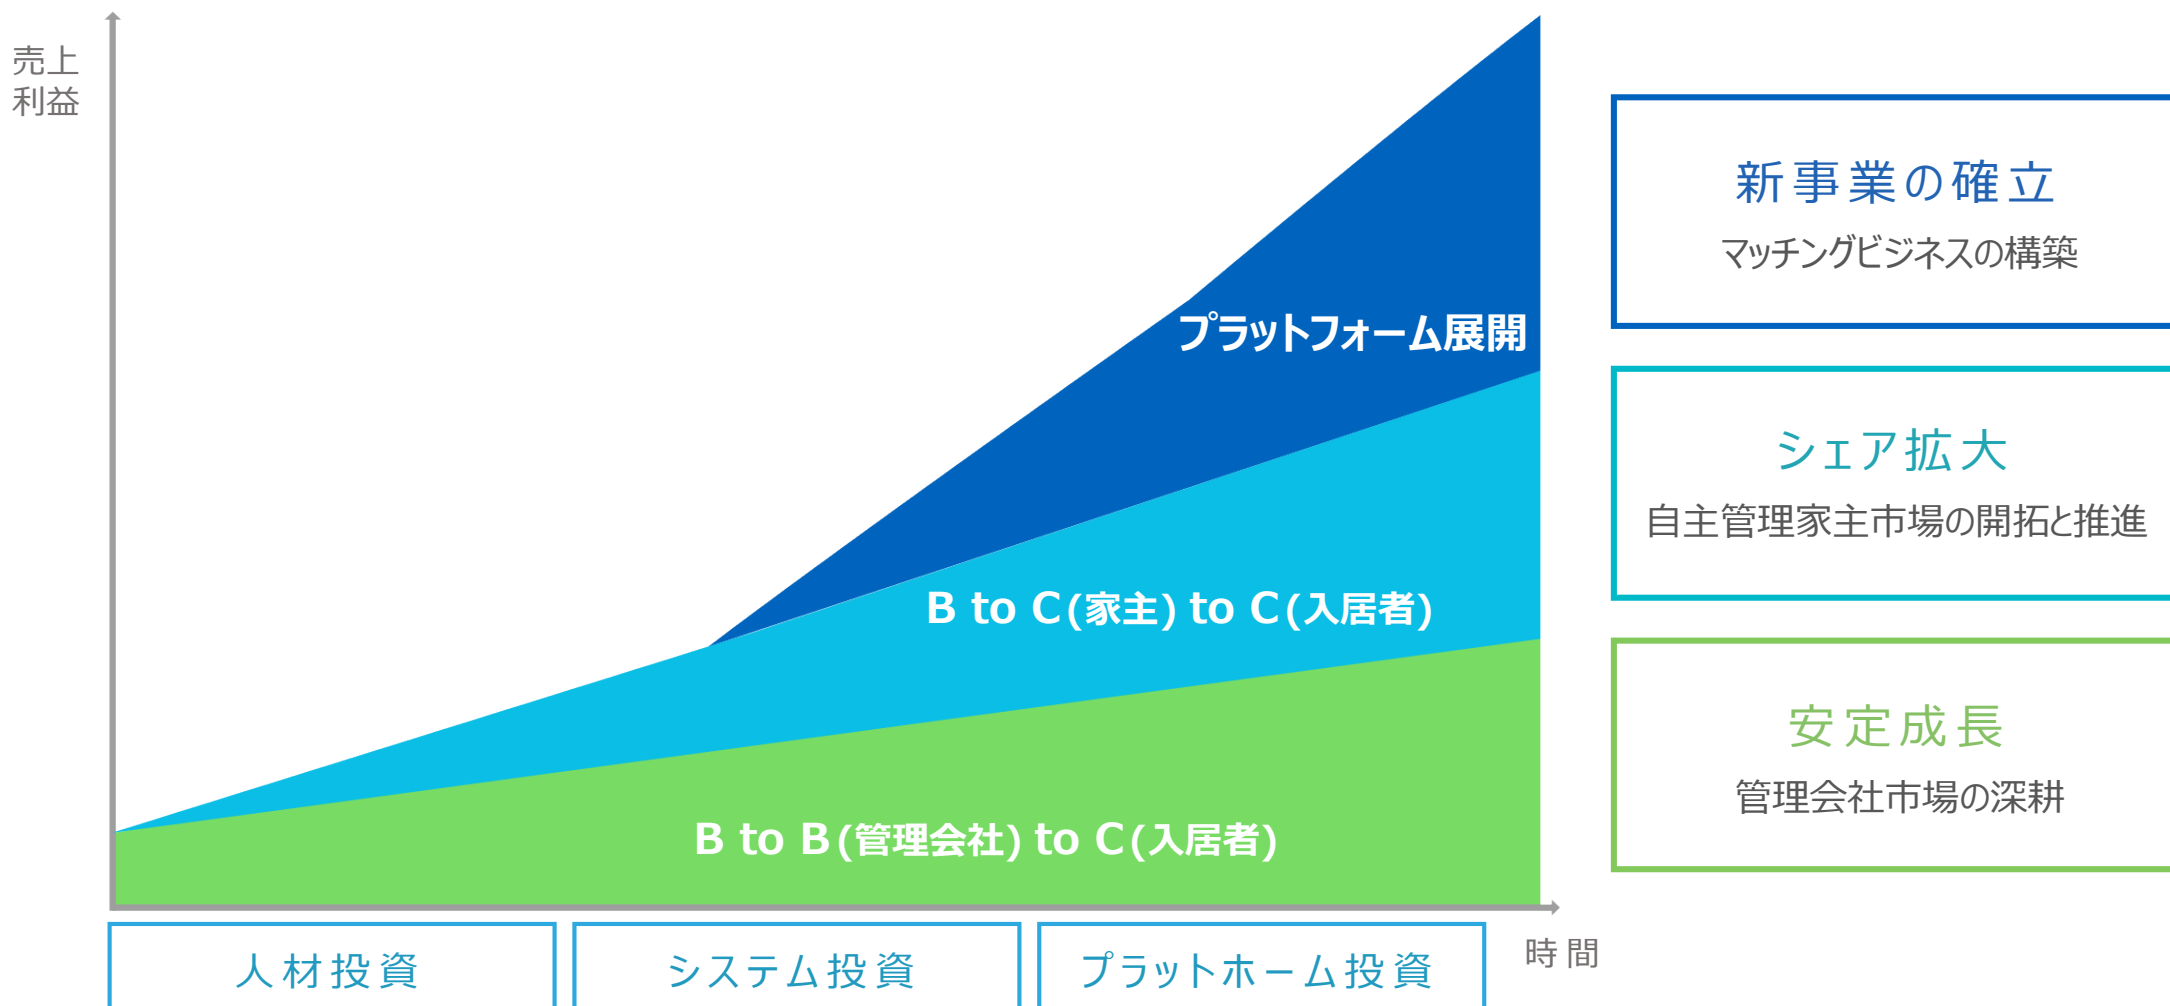 売上
利益
新事業の確立
マッチングビジネスの構築
プラットフォーム展開
シェア拡大
自主管理家主市場の開拓と推進
B to C(家主) to C(入居者)
安定成長
管理会社市場の深耕
B to B(管理会社) to C(入居者)
人材投資
システム投資
プラットホーム投資
時間